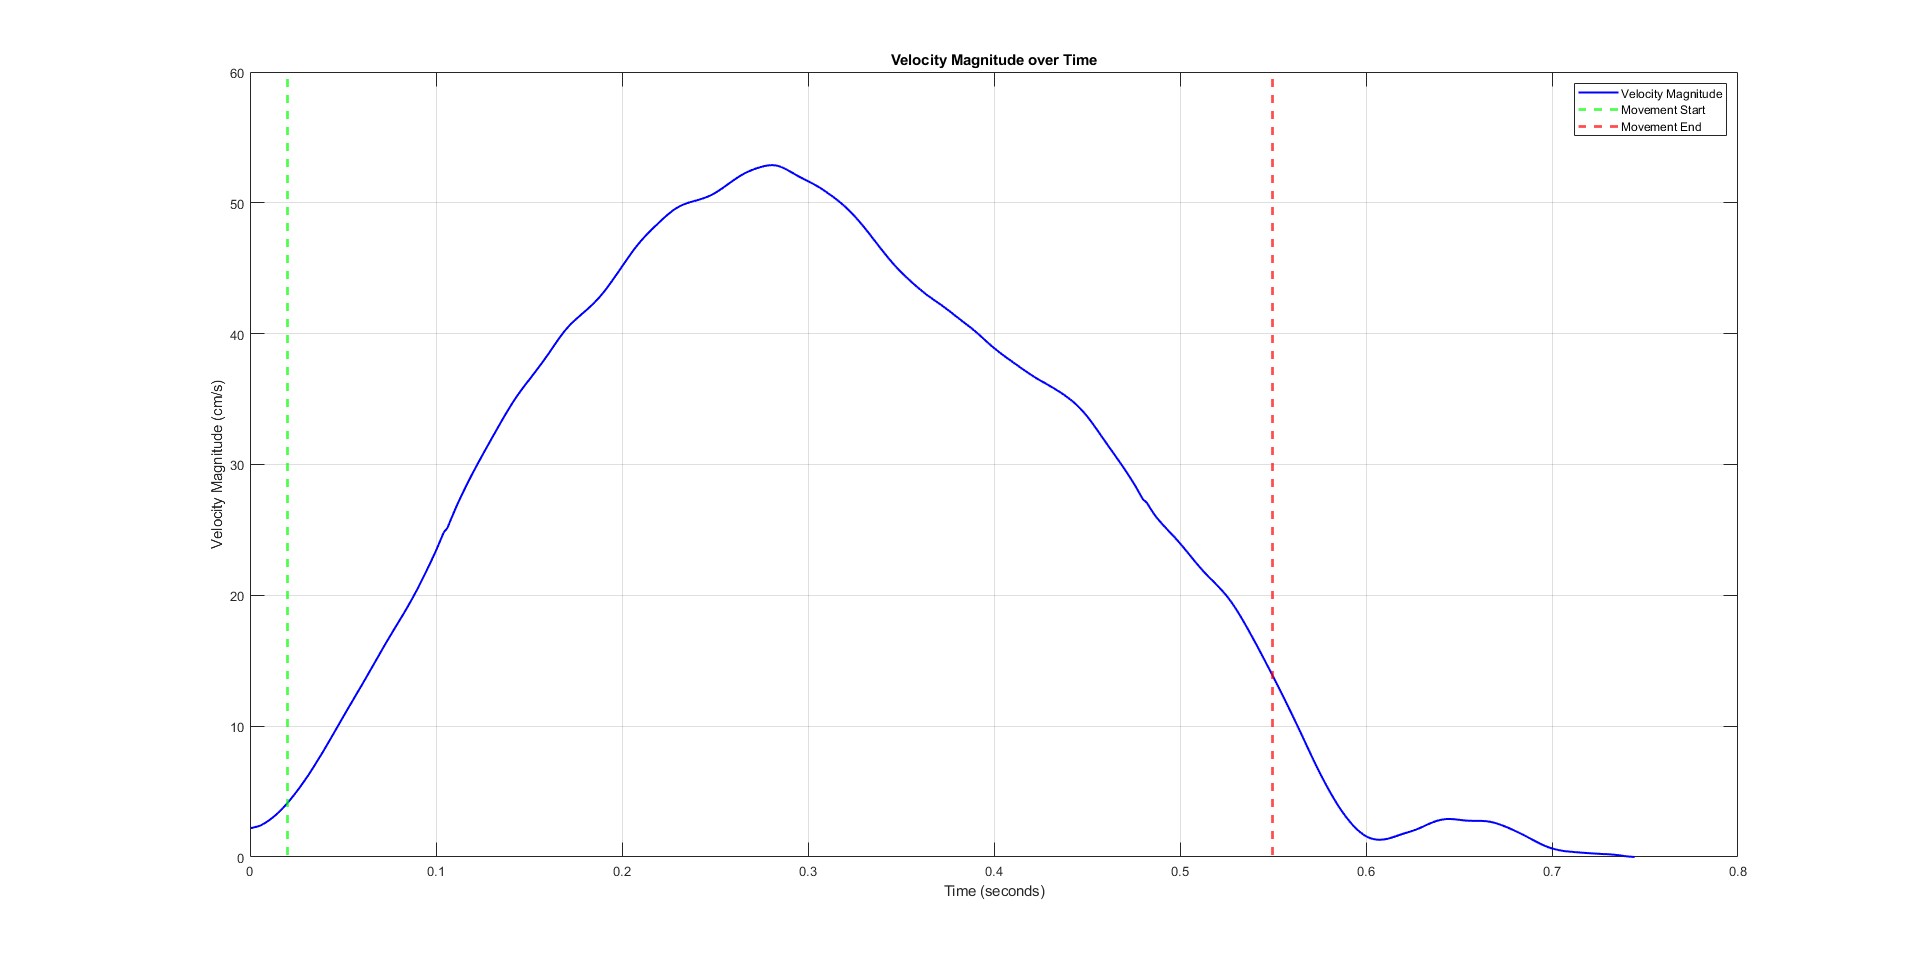 Velocity Magnitude over Time
Velocity Magnitude
Movement Start
Movement End
60
50
40
30
20
10
0
Velocity Magnitude (cm/s)
0 0.1 0.2 0.3 0.4 0.5 0.6 0.7 0.8
Time (seconds)